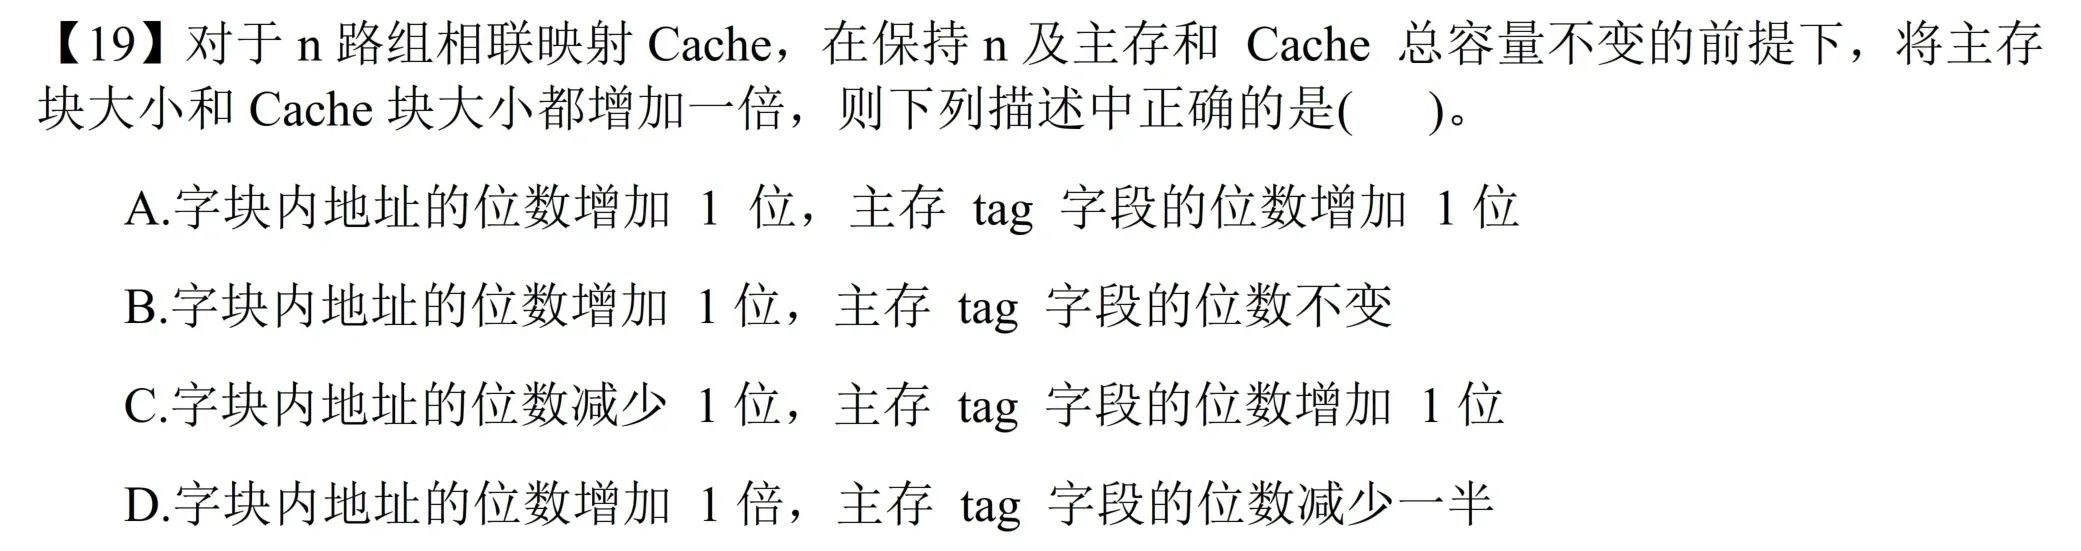 【19】对于 n 路组相联映射 Cache，在保持 n 及主存和 Cache 总容量不变的前提下，将主存
块大小和 Cache 块大小都增加一倍，则下列描述中正确的是( )。
A.字块内地址的位数增加 1 位，主存 tag 字段的位数增加 1 位
B.字块内地址的位数增加 1 位，主存 tag 字段的位数不变
C.字块内地址的位数减少 1 位，主存 tag 字段的位数增加 1 位
D.字块内地址的位数增加 1 倍，主存 tag 字段的位数减少一半